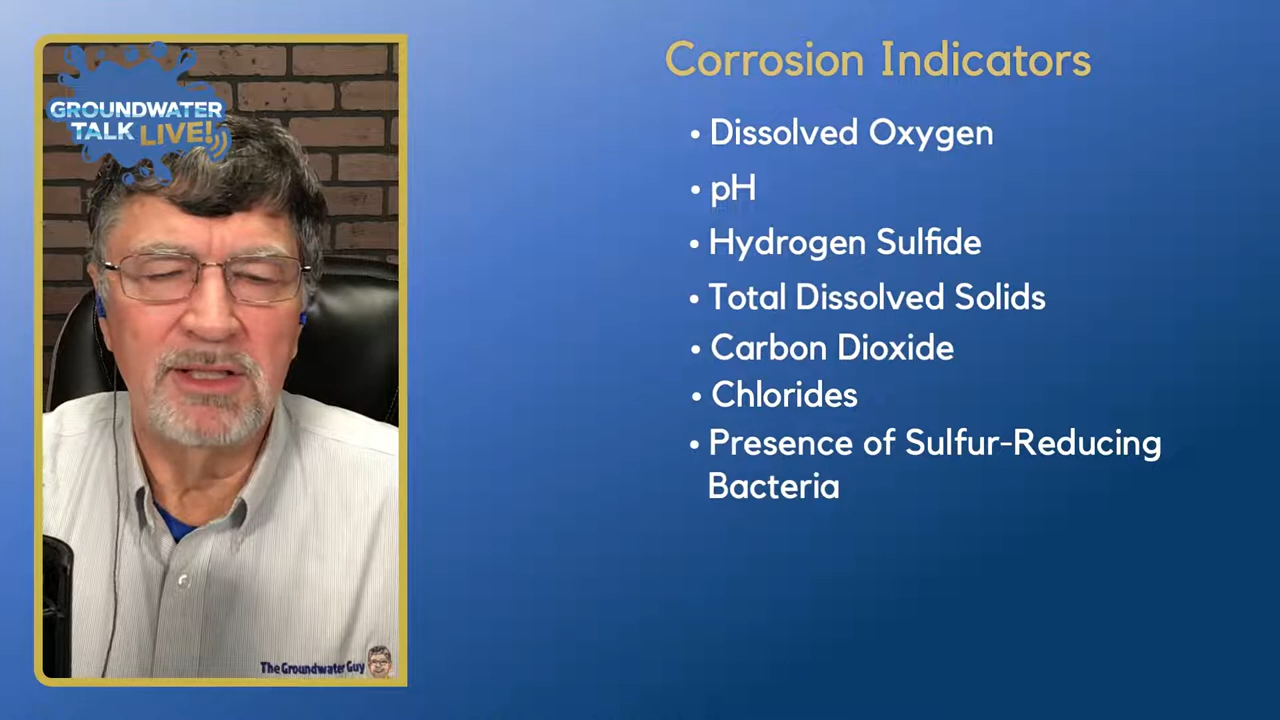 GROUNDWATER
TALK LIVE!
The Groundwater Guy
Corrosion Indicators
• Dissolved Oxygen
• pH
• Hydrogen Sulfide
• Total Dissolved Solids
• Carbon Dioxide
• Chlorides
• Presence of Sulfur-Reducing
Bacteria